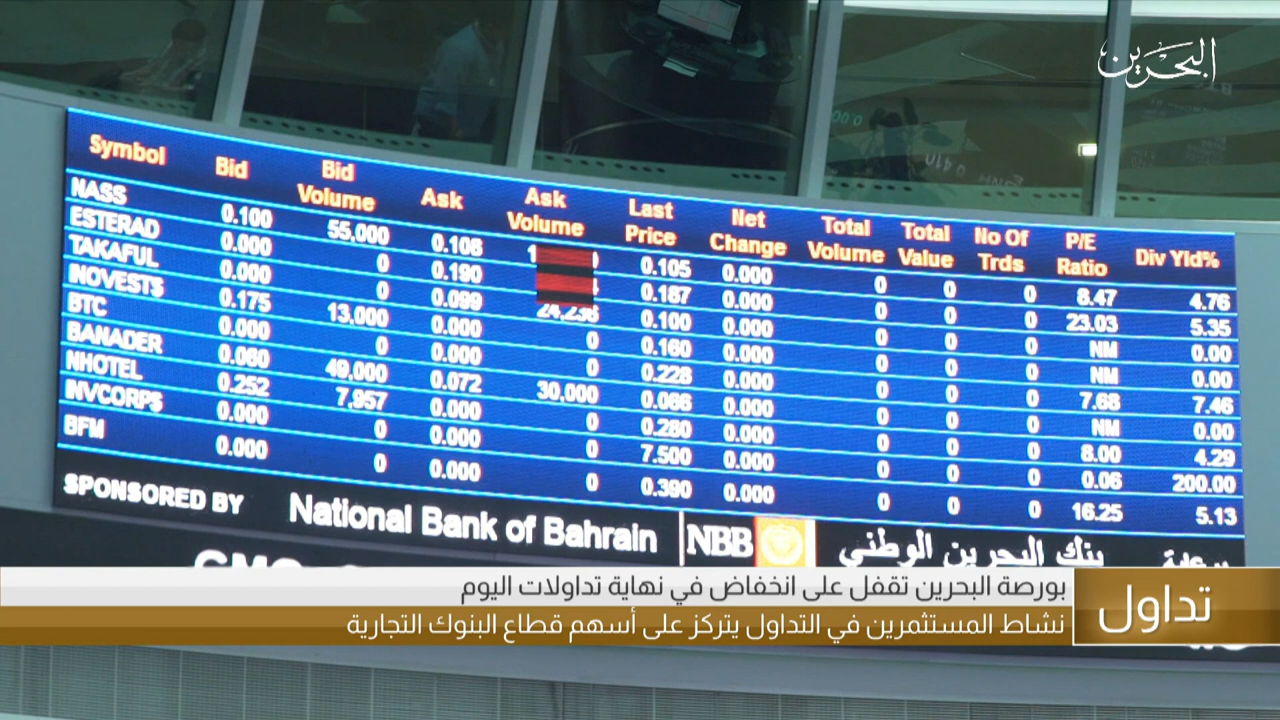 البحرين
Symbol Bid Bid Volume Ask Ask Volume Last Price Net Change Total Volume Total Value No Of Trds P/E Ratio Div Yld%
NASS 0.100 55,000 0.106 0.105 0.000 0 0 0 8.47 4.76
ESTERAD 0.000 0 0.190 0.187 0.000 0 0 0 23.03 5.35
TAKAFUL 0.000 0 0.099 0.100 0.000 0 0 0 NM 0.00
INOVEST$ 0.175 13,000 0.000 0 0.160 0.000 0 0 0 NM 0.00
BTC 0.000 0 0.000 0 0.228 0.000 0 0 0 7.68 7.46
BANADER 0.060 49,000 0.072 30,000 0.066 0.000 0 0 0 NM 0.00
NHOTEL 0.252 7,957 0.000 0 0.280 0.000 0 0 0 8.00 4.29
INVCORP$ 0.000 0 0.000 0 7.500 0.000 0 0 0 0.06 200.00
BFM 0.000 0 0.000 0 0.390 0.000 0 0 0 16.25 5.13
SPONSORED BY National Bank of Bahrain NBB بنك البحرين الوطني
تداول
بورصة البحرين تقفل على انخفاض في نهاية تداولات اليوم
نشاط المستثمرين في التداول يتركز على أسهم قطاع البنوك التجارية